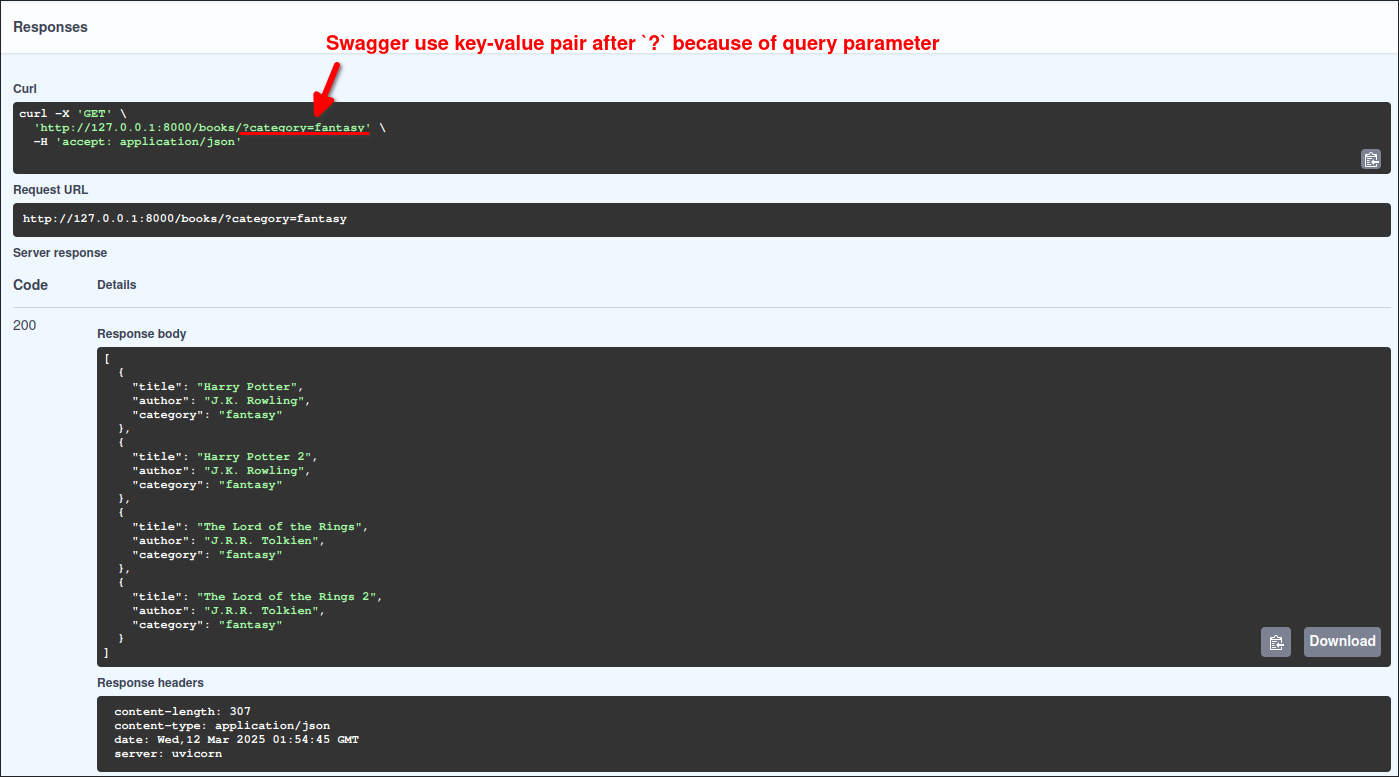 Responses
Swagger use key-value pair after `?` because of query parameter
Curl
curl -X 'GET' \
  'http://127.0.0.1:8000/books/?category=fantasy' \
  -H 'accept: application/json'
Request URL
http://127.0.0.1:8000/books/?category=fantasy
Server response
Code Details
200
Response body
[
  {
    "title": "Harry Potter",
    "author": "J.K. Rowling",
    "category": "fantasy"
  },
  {
    "title": "Harry Potter 2",
    "author": "J.K. Rowling",
    "category": "fantasy"
  },
  {
    "title": "The Lord of the Rings",
    "author": "J.R.R. Tolkien",
    "category": "fantasy"
  },
  {
    "title": "The Lord of the Rings 2",
    "author": "J.R.R. Tolkien",
    "category": "fantasy"
  }
]
Download
Response headers
content-length: 307
content-type: application/json
date: Wed,12 Mar 2025 01:54:45 GMT
server: uvicorn